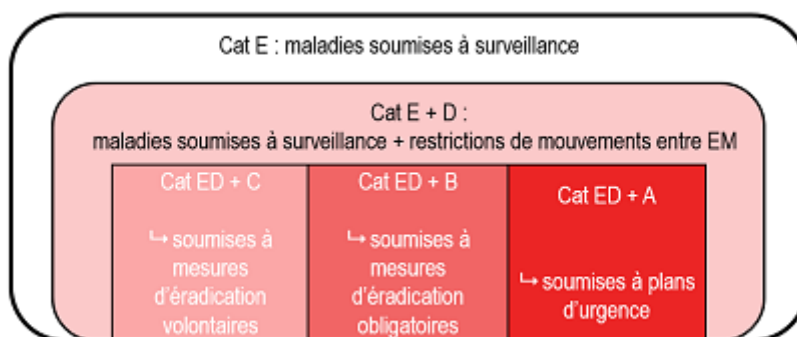 Cat E : maladies soumises à surveillance
Cat E + D :
maladies soumises à surveillance + restrictions de mouvements entre EM
Cat ED + C
↳ soumises à
mesures
d'éradication
volontaires
Cat ED + B
↳ soumises à
mesures
d'éradication
obligatoires
Cat ED + A
↳ soumises à plans
d'urgence